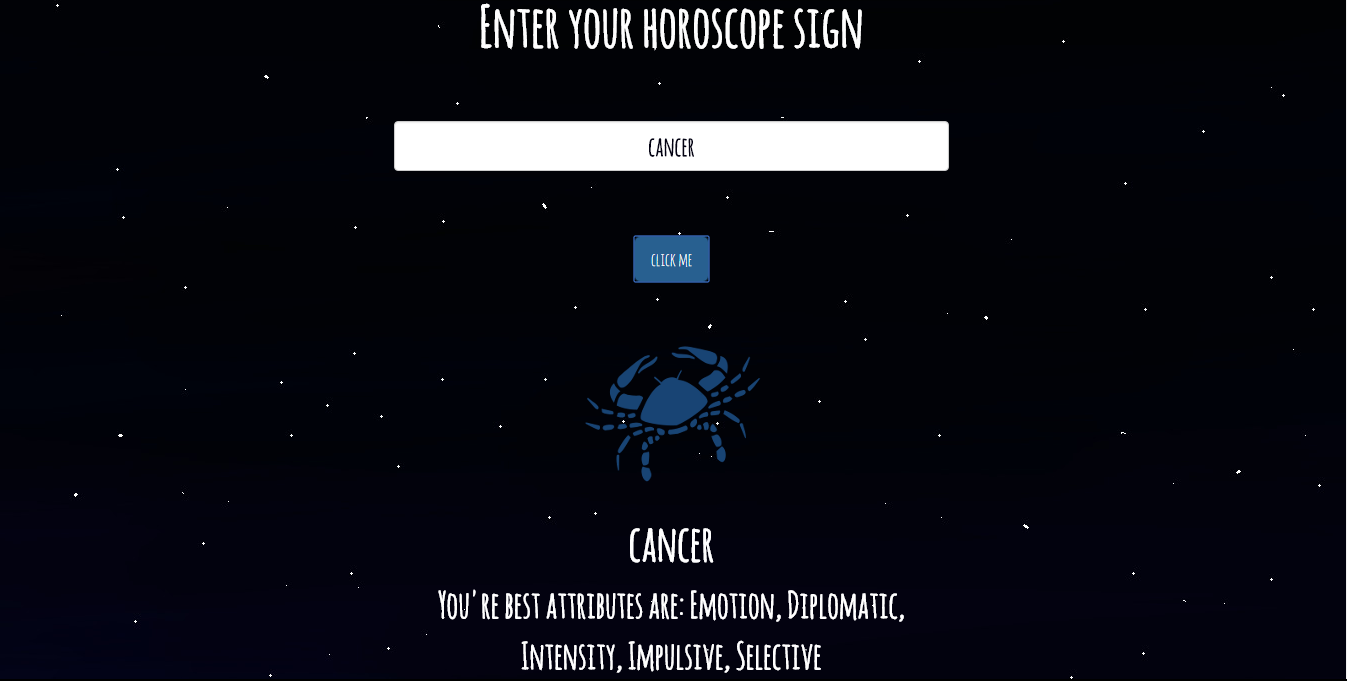 Enter your horoscope sign
cancer
click me
cancer
You're best attributes are: Emotion, Diplomatic,
Intensity, Impulsive, Selective